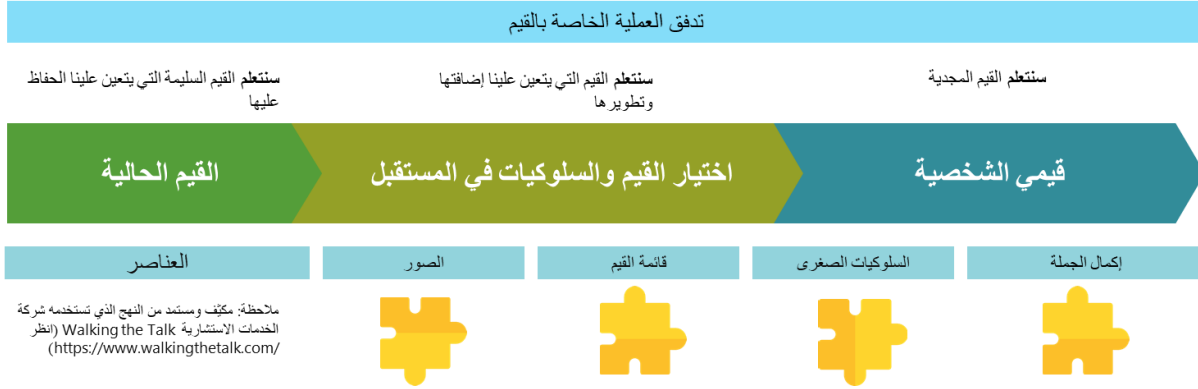 تدفق العملية الخاصة بالقيم
سنتعلم القيم السليمة التي يتعين علينا الحفاظ
عليها
سنتعلم القيم التي يتعين علينا إضافتها
وتطويرها
سنتعلم القيم المجدية
القيم الحالية
اختيار القيم والسلوكيات في المستقبل
قيمي الشخصية
العناصر
الصور
قائمة القيم
السلوكيات الصغرى
إكمال الجملة
ملاحظة: مكيَّف ومستمد من النهج الذي تستخدمه شركة
الخدمات الاستشارية Walking the Talk (انظر
https://www.walkingthetalk.com/)